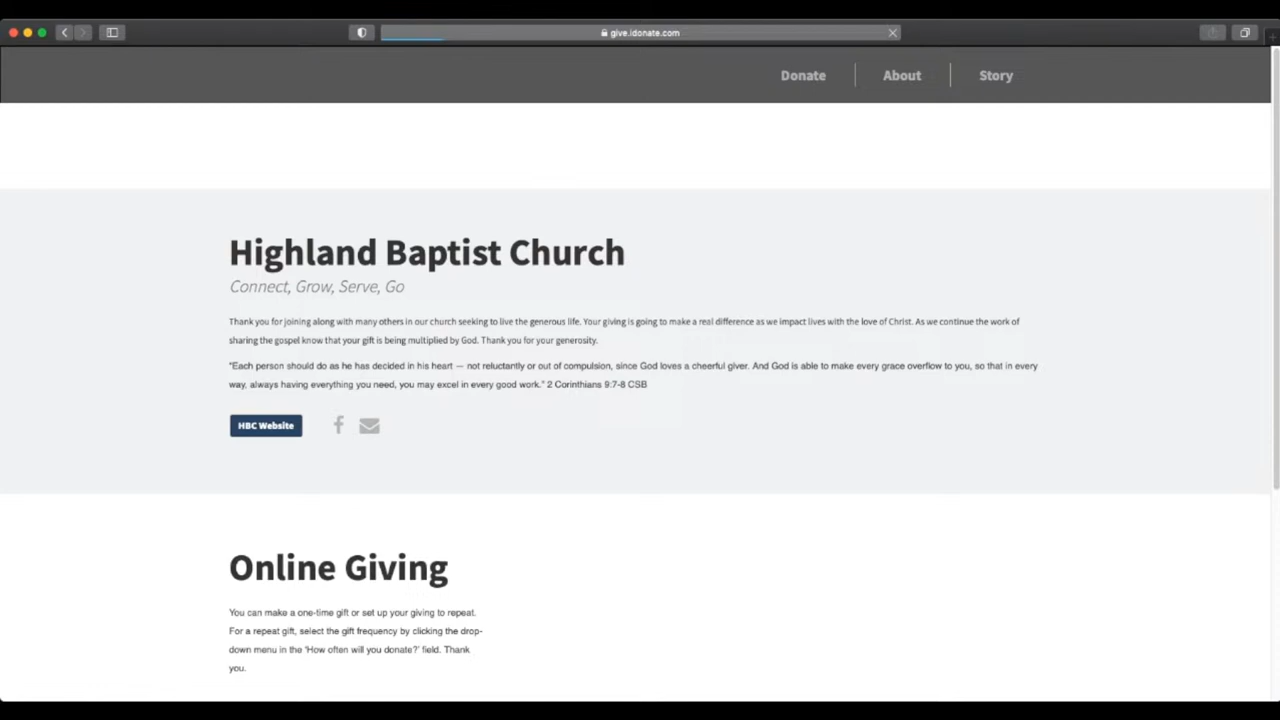 give.idonate.com
Donate
About
Story
Highland Baptist Church
Connect, Grow, Serve, Go
Thank you for joining along with many others in our church seeking to live the generous life. Your giving is going to make a real difference as we impact lives with the love of Christ. As we continue the work of
sharing the gospel know that your gift is being multiplied by God. Thank you for your generosity.
"Each person should do as he has decided in his heart — not reluctantly or out of compulsion, since God loves a cheerful giver. And God is able to make every grace overflow to you, so that in every
way, always having everything you need, you may excel in every good work." 2 Corinthians 9:7-8 CSB
HBC Website
Online Giving
You can make a one-time gift or set up your giving to repeat.
For a repeat gift, select the gift frequency by clicking the drop-
down menu in the 'How often will you donate?' field. Thank
you.